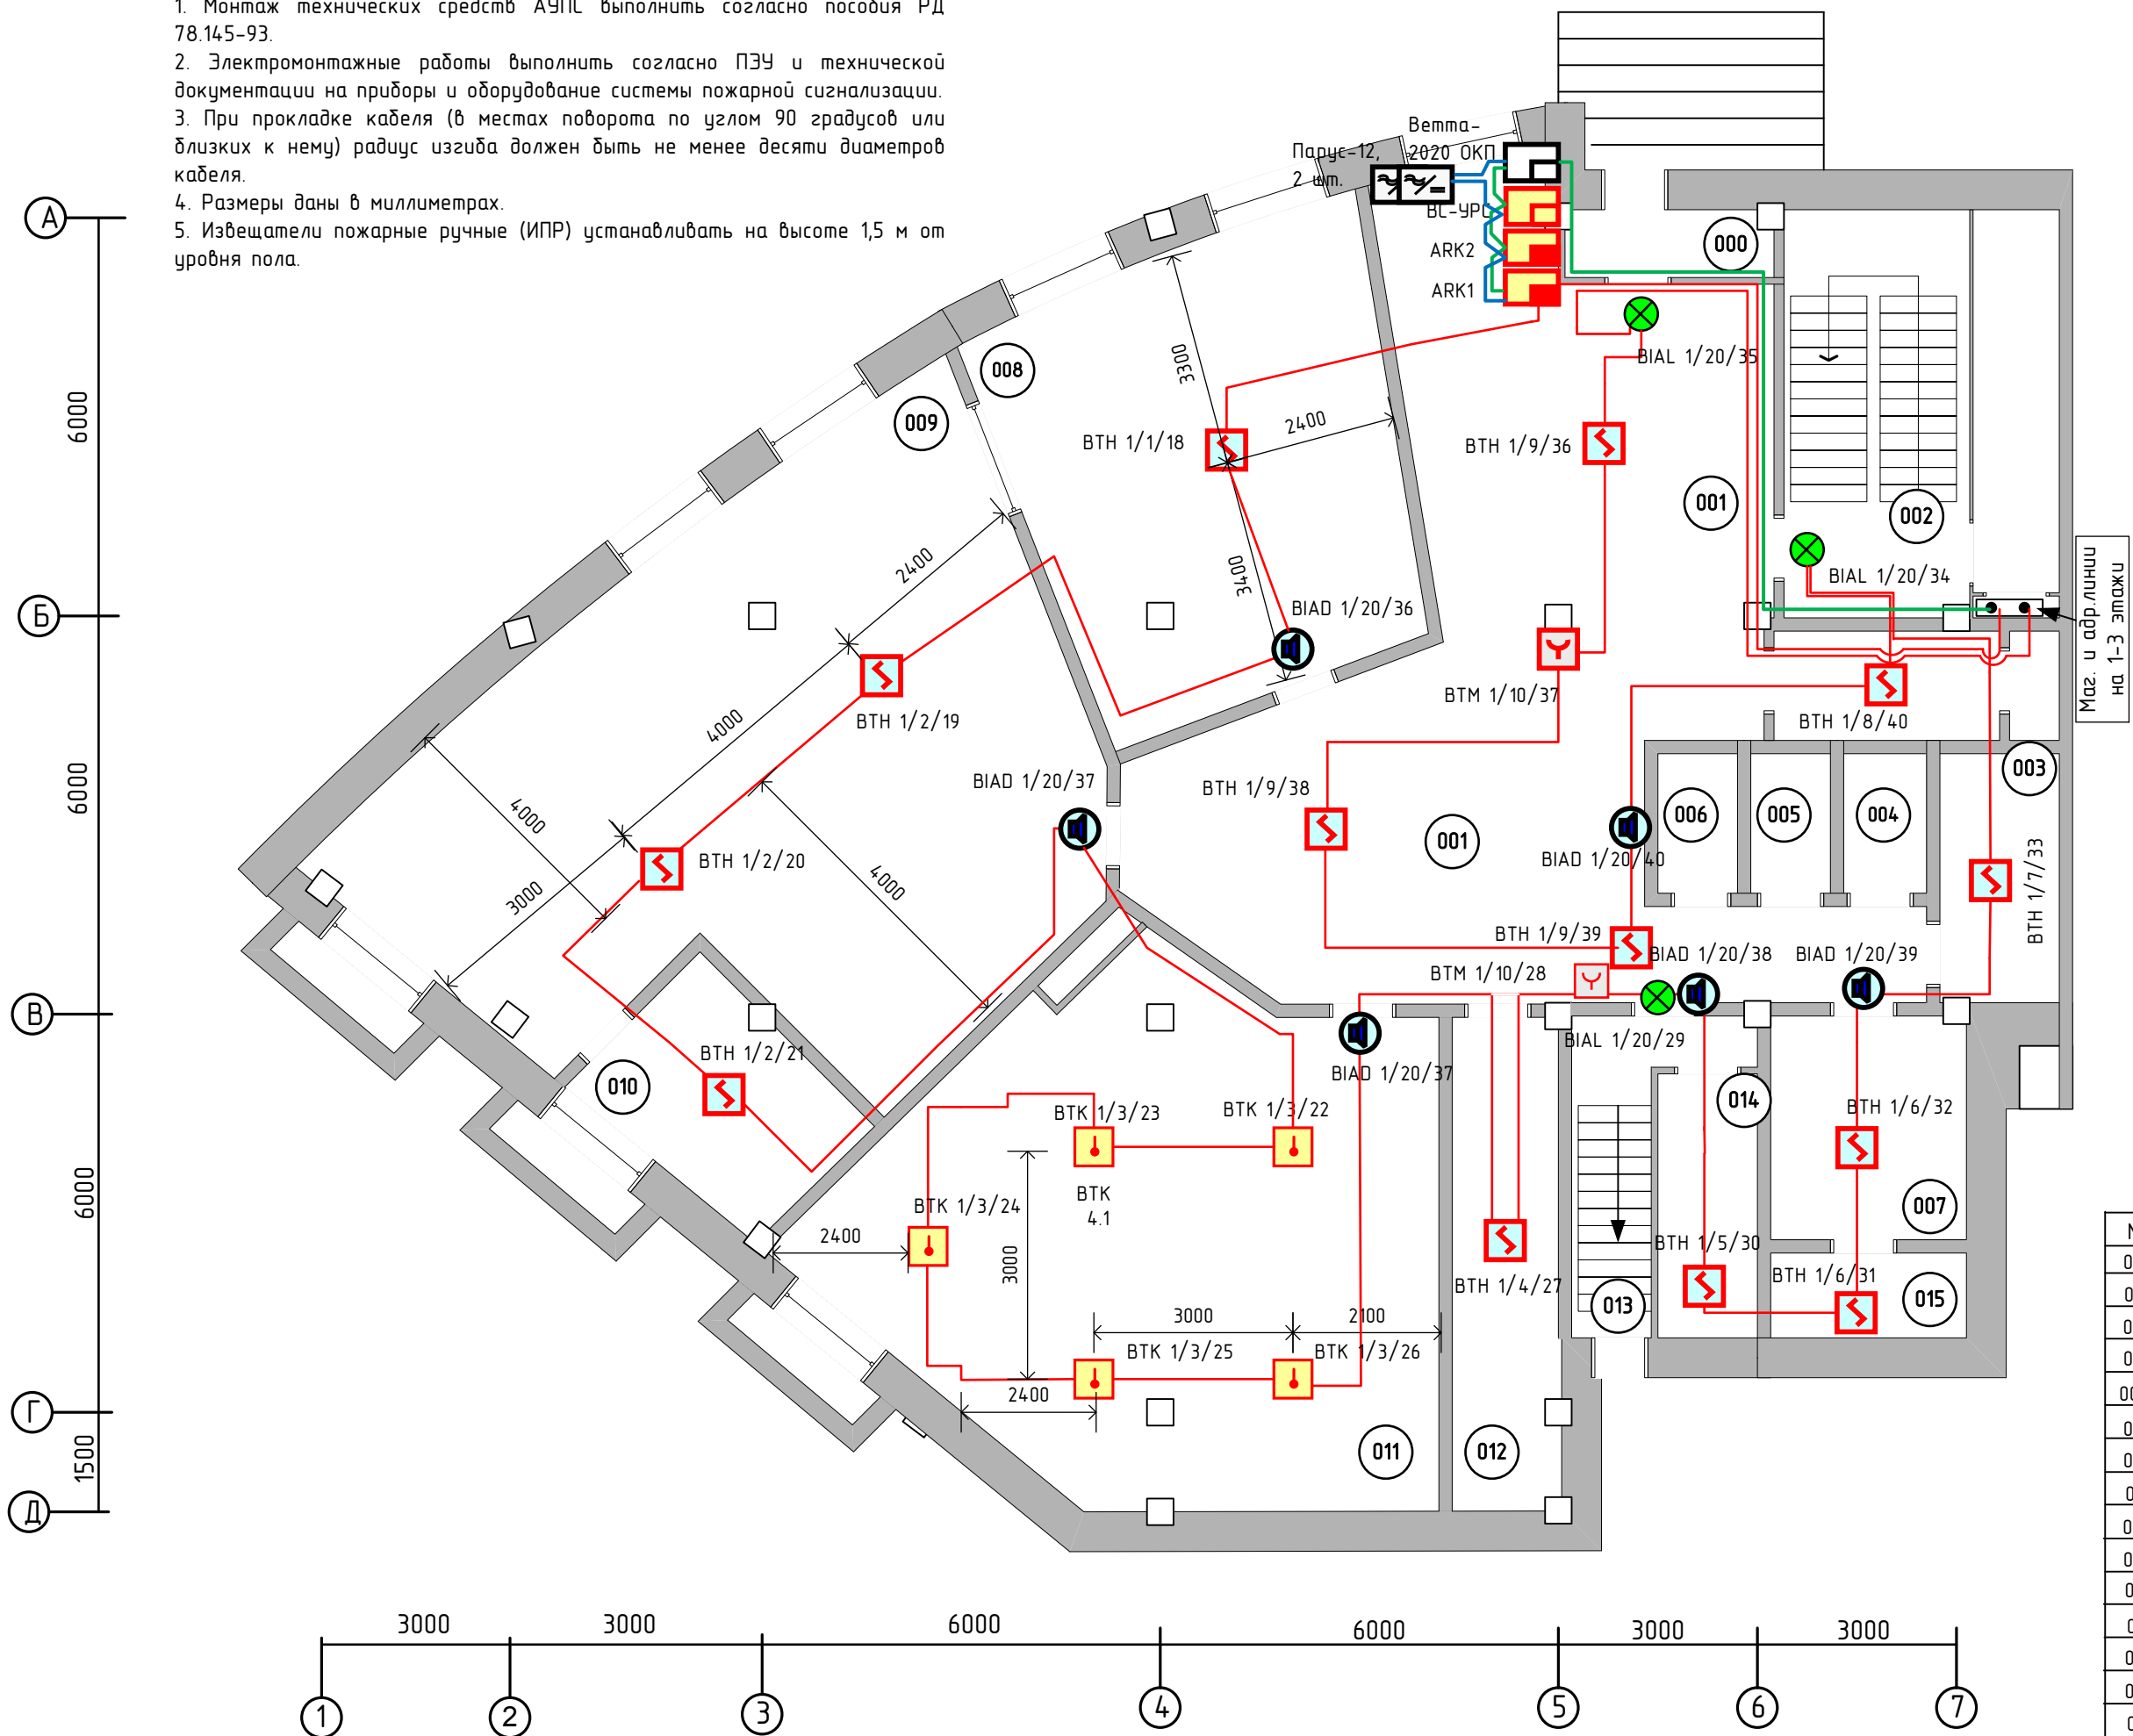 1. Монтаж технических средств АУПС выполнить согласно пособия РД
78.145-93.
2. Электромонтажные работы выполнить согласно ПЭУ и технической
документации на приборы и оборудование системы пожарной сигнализации.
3. При прокладке кабеля (в местах поворота по углом 90 градусов или
близких к нему) радиус изгиба должен быть не менее десяти диаметров
кабеля.
4. Размеры даны в миллиметрах.
5. Извещатели пожарные ручные (ИПР) устанавливать на высоте 1,5 м от
уровня пола.
Ветта-
2020 ОКП
Парус-12,
2 шт.
ВС-УРС
ARK2
ARK1
А
Б
В
Г
Д
6000
6000
6000
1500
000
001
002
008
009
BIAL 1/20/35
BTH 1/1/18
BTH 1/9/36
3300
2400
3400
2400
BIAL 1/20/34
BIAD 1/20/36
Маг. и адр.линии
на 1-3 этажи
BTH 1/2/19
4000
4000
BTM 1/10/37
BTH 1/8/40
003
BIAD 1/20/37
BTH 1/9/38
001
006
005
004
BTH 1/2/20
4000
3000
BIAD 1/20/40
BTH 1/7/33
BTH 1/9/39
BIAD 1/20/38
BIAD 1/20/39
BTM 1/10/28
BIAL 1/20/29
BTH 1/2/21
010
BIAD 1/20/37
BTK 1/3/23
BTK 1/3/22
014
BTH 1/6/32
BTK
4.1
BTK 1/3/24
2400
3000
007
BTH 1/5/30
BTH 1/4/27
BTH 1/6/31
013
015
3000
2100
BTK 1/3/25
BTK 1/3/26
2400
011
012
3000
3000
6000
6000
3000
3000
1
2
3
4
5
6
7